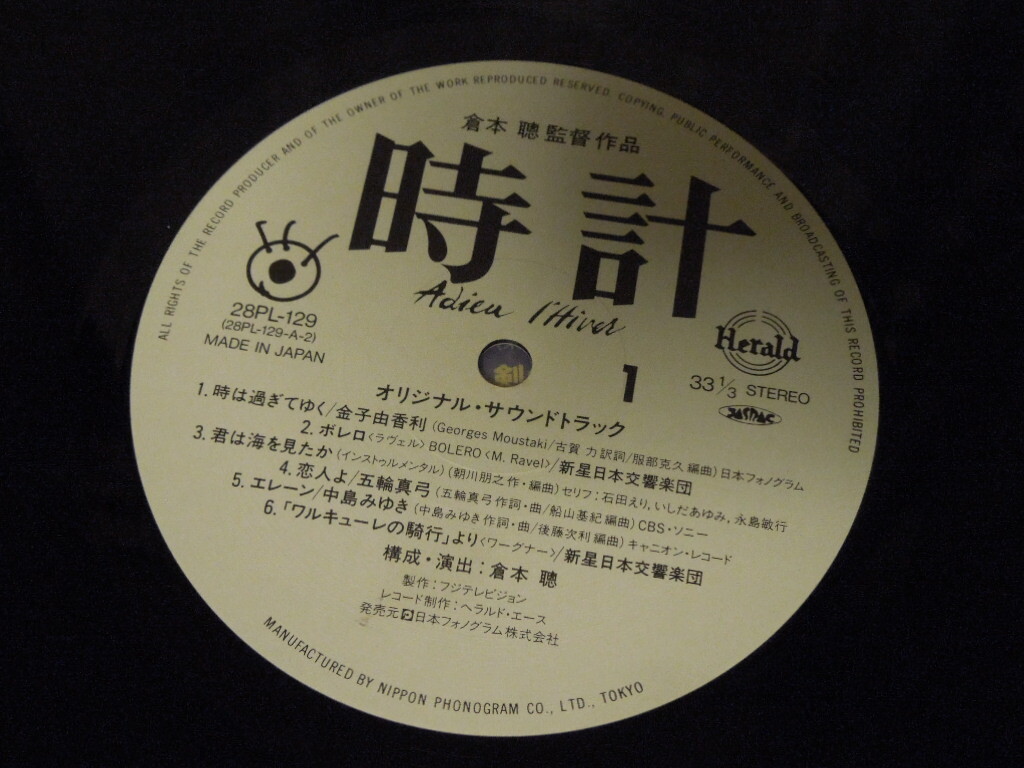 ALL RIGHTS OF THE RECORD PRODUCER AND OF THE OWNER OF THE WORK REPRODUCED RESERVED. COPYING, PUBLIC PERFORMANCE AND BROADCASTING OF THIS RECORD PROHIBITED
倉本 聰監督作品
時計
Adieu l'Hiver
28PL-129
(28PL-129-A-2)
MADE IN JAPAN
剣
1
Herald
33 1/3 STEREO
JASRAC
オリジナル・サウンドトラック
1. 時は過ぎてゆく/金子由香利 (Georges Moustaki/古賀 力訳詞/服部克久編曲) 日本フォノグラム
2. ボレロ〈ラヴェル〉 BOLERO〈M. Ravel〉/新星日本交響楽団
3. 君は海を見たか (インストゥルメンタル) (朝川朋之作・編曲) セリフ:石田えり, いしだあゆみ, 永島敏行
4. 恋人よ/五輪真弓 (五輪真弓作詞・曲/船山基紀編曲) CBS・ソニー
5. エレーン/中島みゆき (中島みゆき作詞・曲/後藤次利編曲) キャニオン・レコード
6. 「ワルキューレの騎行」より〈ワーグナー〉/新星日本交響楽団
構成・演出:倉本 聰
製作:フジテレビジョン
レコード制作:ヘラルド・エース
発売元 日本フォノグラム株式会社
MANUFACTURED BY NIPPON PHONOGRAM CO., LTD., TOKYO